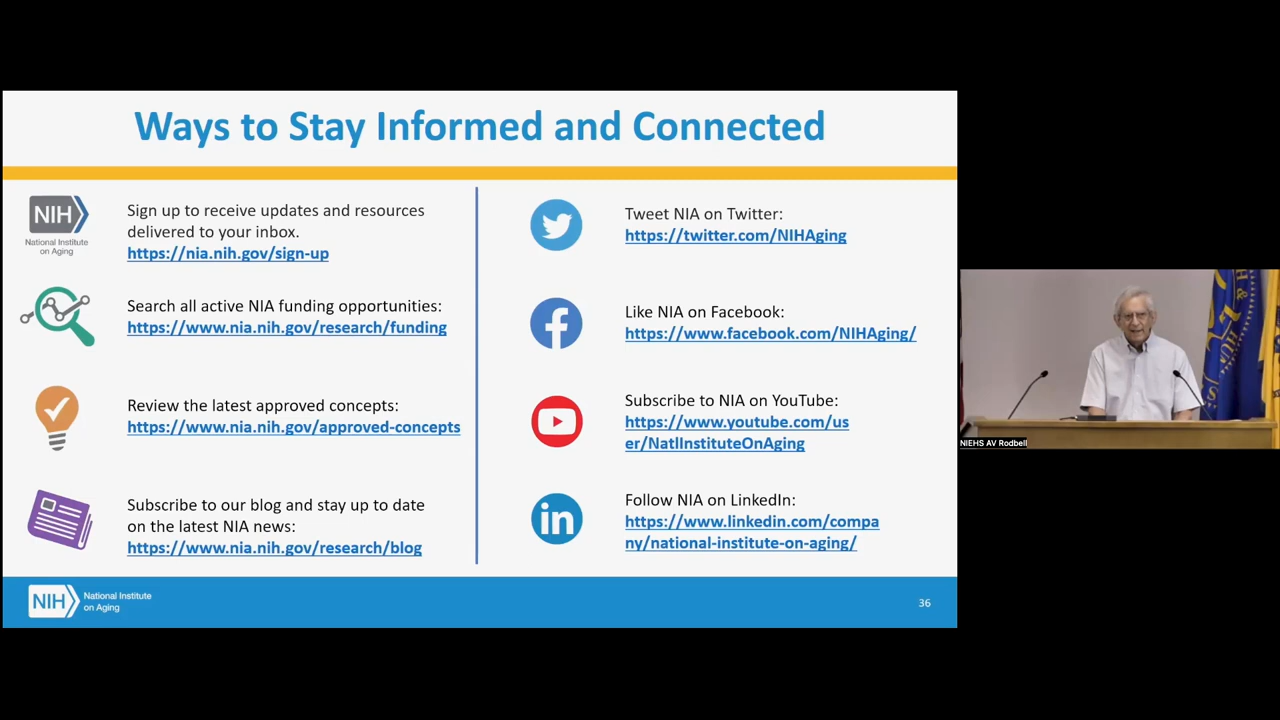 Ways to Stay Informed and Connected
NIH
National Institute
on Aging
Sign up to receive updates and resources
delivered to your inbox.
https://nia.nih.gov/sign-up
Search all active NIA funding opportunities:
https://www.nia.nih.gov/research/funding
Review the latest approved concepts:
https://www.nia.nih.gov/approved-concepts
Subscribe to our blog and stay up to date
on the latest NIA news:
https://www.nia.nih.gov/research/blog
Tweet NIA on Twitter:
https://twitter.com/NIHAging
Like NIA on Facebook:
https://www.facebook.com/NIHAging/
Subscribe to NIA on YouTube:
https://www.youtube.com/us
er/NatlInstituteOnAging
in
Follow NIA on LinkedIn:
https://www.linkedin.com/compa
ny/national-institute-on-aging/
NIH
National Institute
on Aging
36
NIEHS AV Rodbell